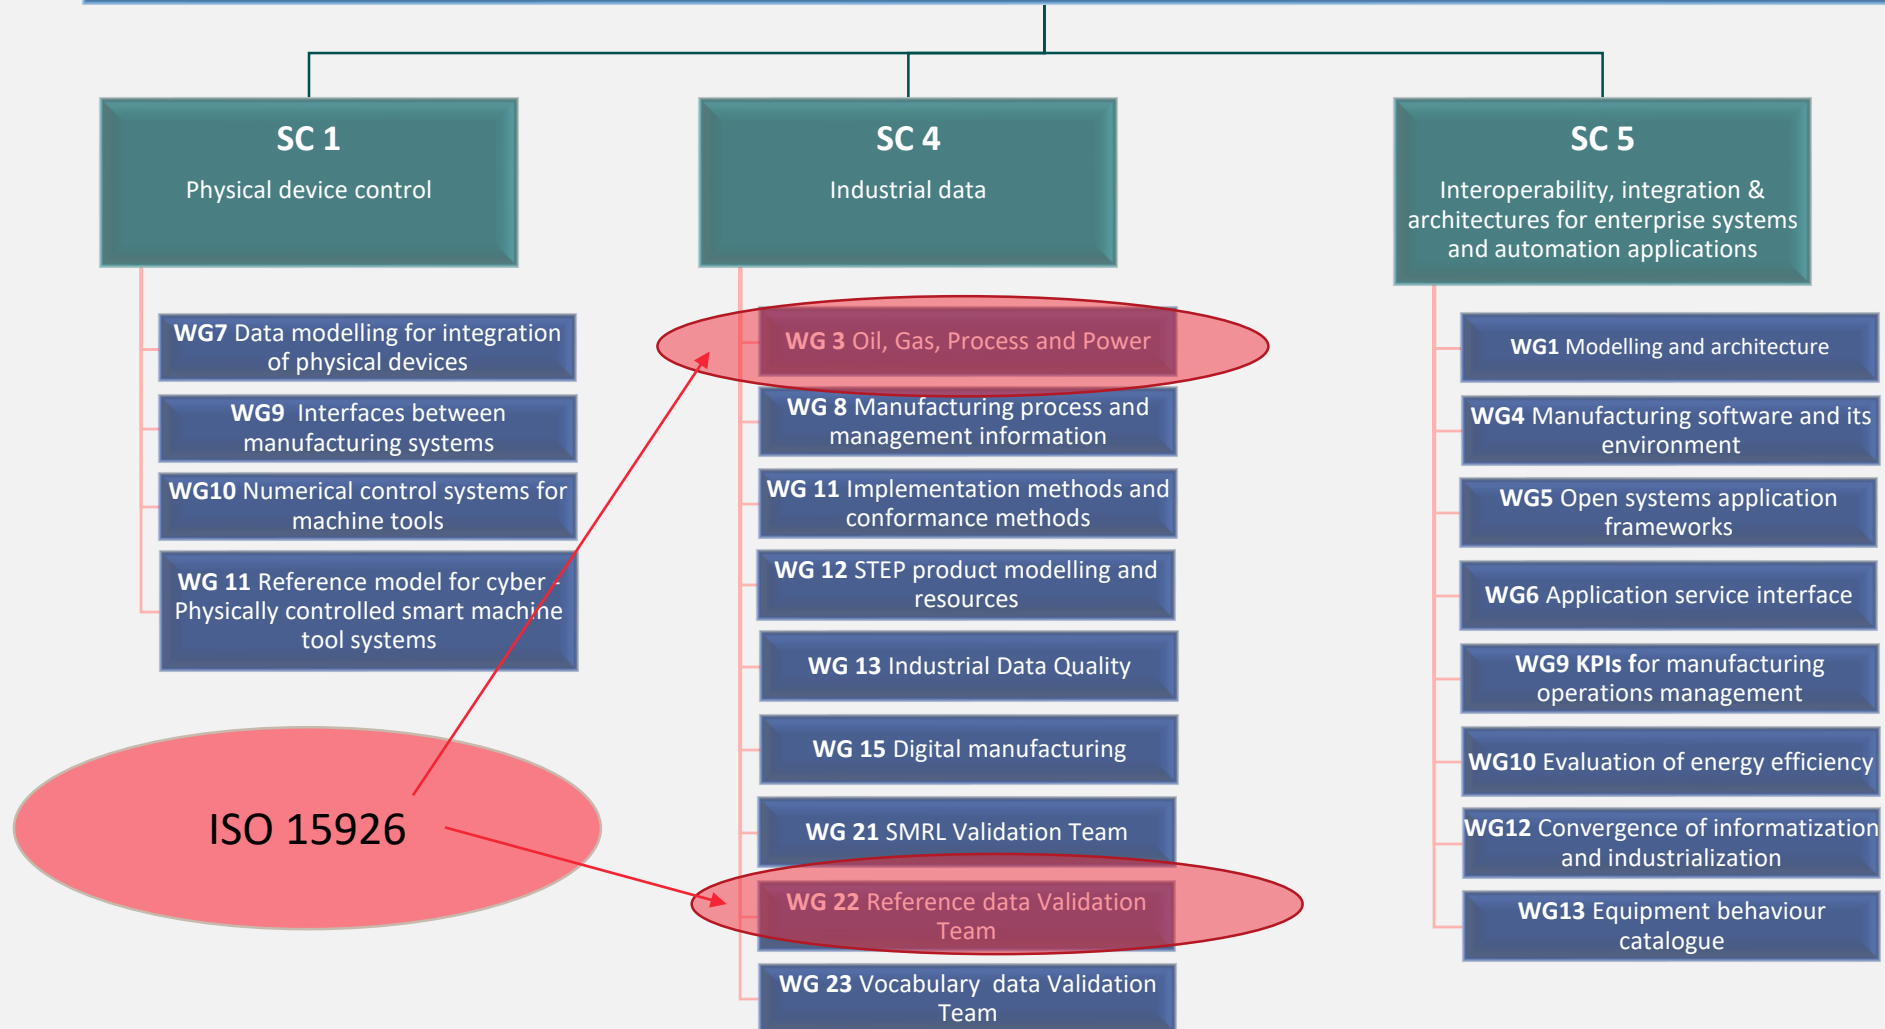 SC 1
Physical device control
WG7 Data modelling for integration
of physical devices
WG9  Interfaces between
manufacturing systems
WG10 Numerical control systems for
machine tools
WG 11 Reference model for cyber -
Physically controlled smart machine
tool systems
SC 4
Industrial data
WG 3 Oil, Gas, Process and Power
WG 8 Manufacturing process and
management information
WG 11 Implementation methods and
conformance methods
WG 12 STEP product modelling and
resources
WG 13 Industrial Data Quality
WG 15 Digital manufacturing
WG 21 SMRL Validation Team
WG 22 Reference data Validation
Team
WG 23 Vocabulary  data Validation
Team
SC 5
Interoperability, integration &
architectures for enterprise systems
and automation applications
WG1 Modelling and architecture
WG4 Manufacturing software and its
environment
WG5 Open systems application
frameworks
WG6 Application service interface
WG9 KPIs for manufacturing
operations management
WG10 Evaluation of energy efficiency
WG12 Convergence of informatization
and industrialization
WG13 Equipment behaviour
catalogue
ISO 15926